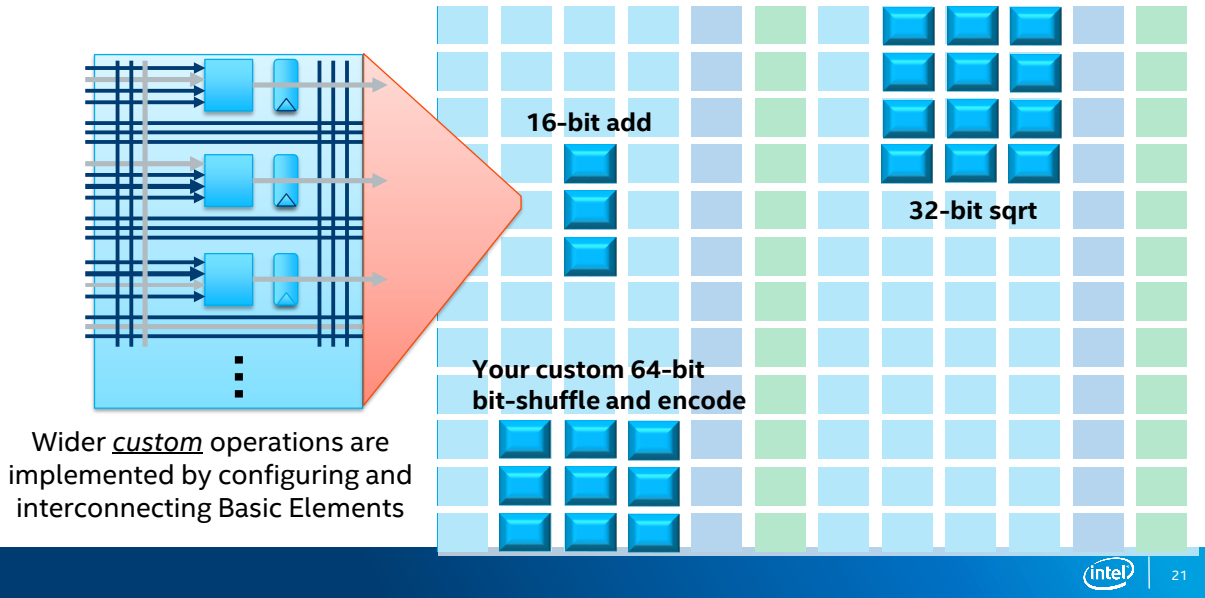 16-bit add
32-bit sqrt
Your custom 64-bit
bit-shuffle and encode
Wider custom operations are
implemented by configuring and
interconnecting Basic Elements
intel
21